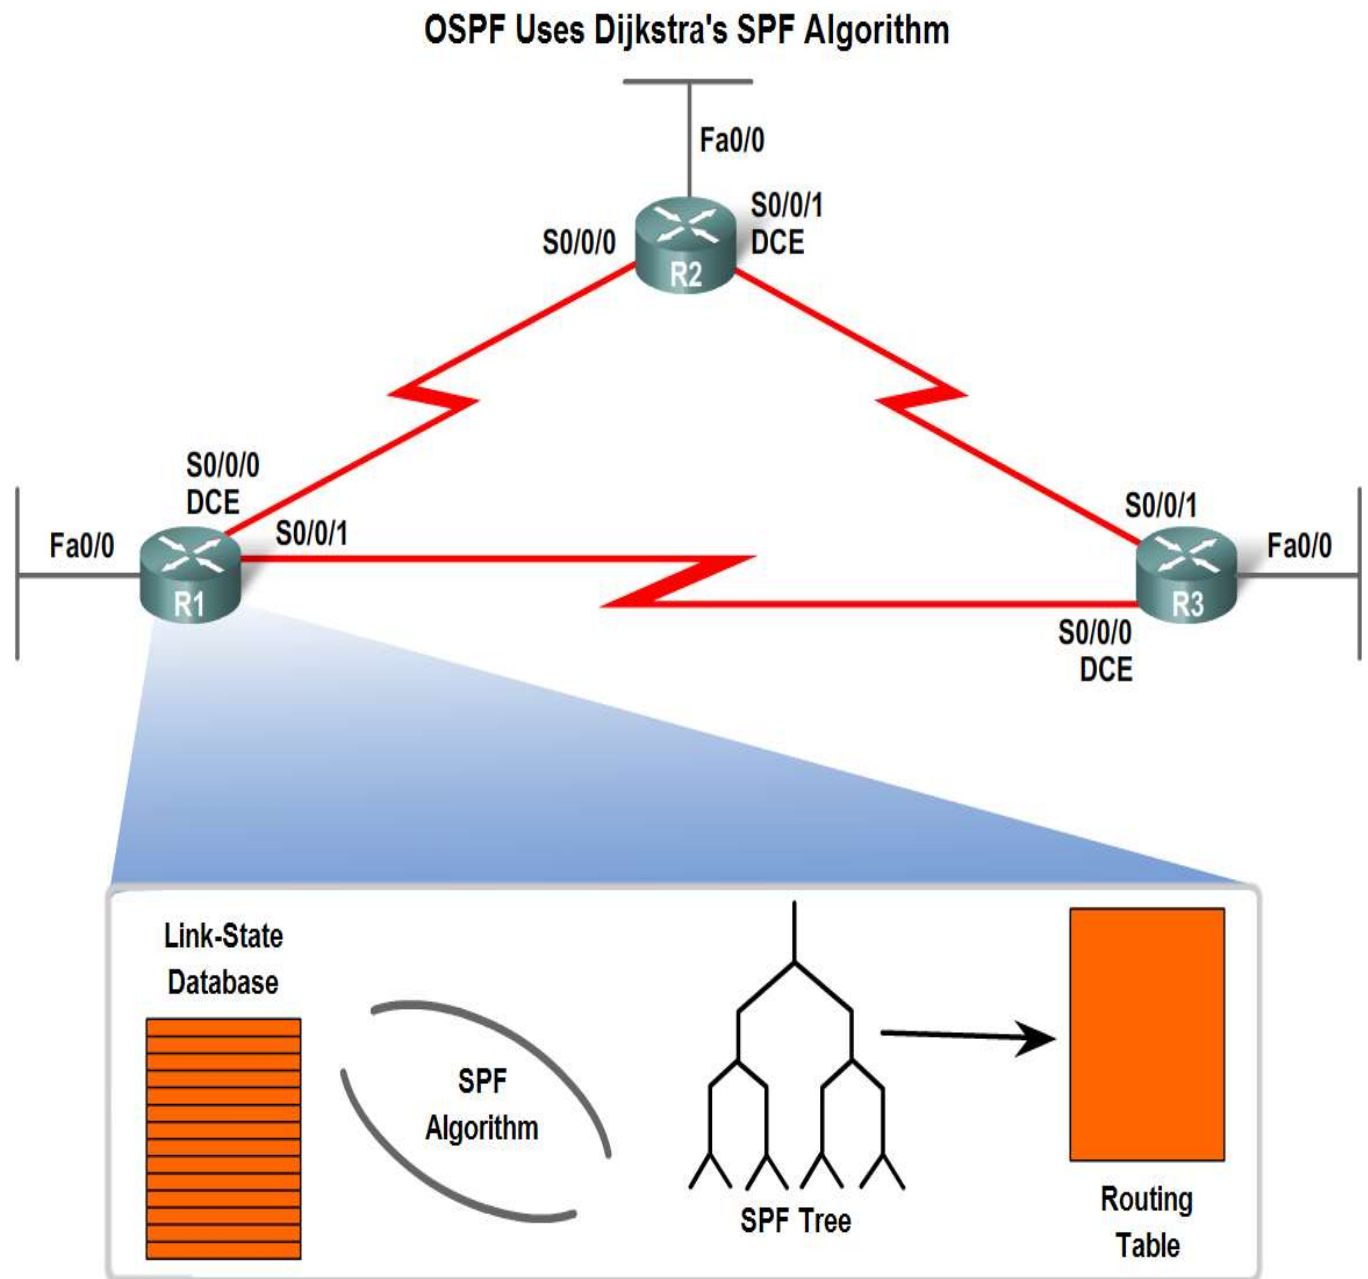 OSPF Uses Dijkstra's SPF Algorithm
Fa0/0
S0/0/1
DCE
S0/0/0
R2
S0/0/0
DCE
S0/0/1
Fa0/0
R1
S0/0/1
Fa0/0
R3
S0/0/0
DCE
Link-State
Database
SPF
Algorithm
SPF Tree
Routing
Table